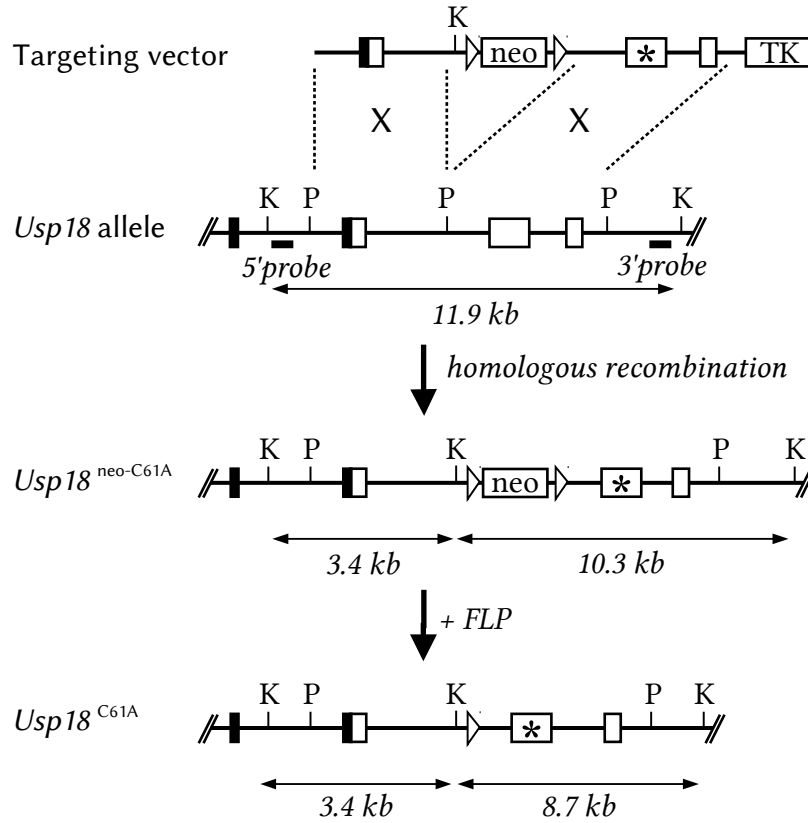 K
Targeting vector
neo
*
TK
X
X
K P P P K
Usp18 allele
5'probe
3'probe
11.9 kb
homologous recombination
K P K P K
Usp18 neo-C61A
neo
*
3.4 kb
10.3 kb
+ FLP
K P K P K
Usp18 C61A
*
3.4 kb
8.7 kb